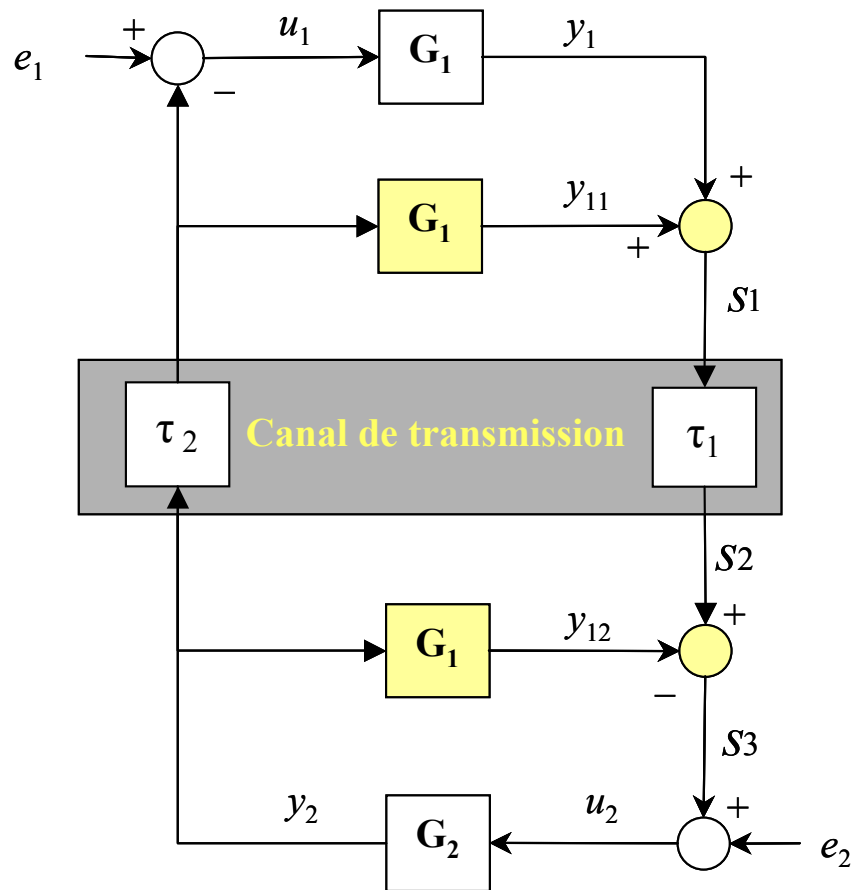 + u₁ G₁ y₁
e₁
−
+
G₁ y₁₁
+
s1
τ₂ Canal de transmission τ₁
s2
+
G₁ y₁₂
−
s3
y₂ G₂ u₂ +
e₂